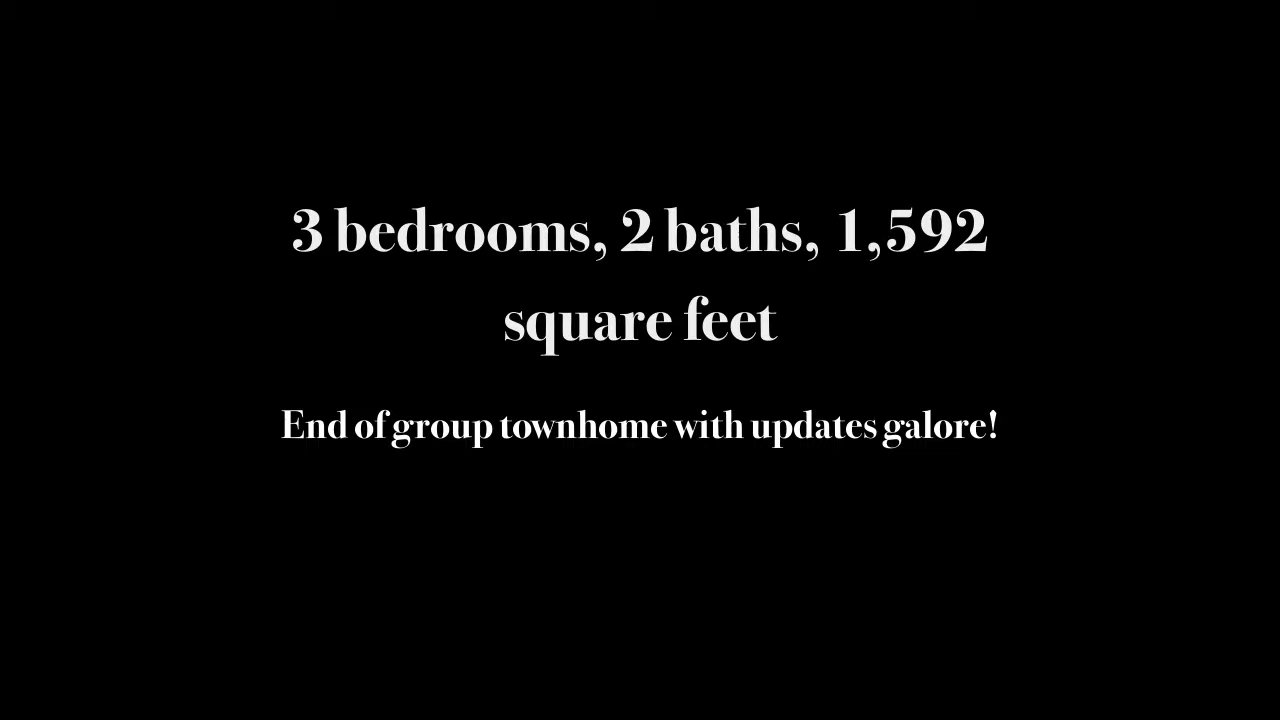 3 bedrooms, 2 baths, 1,592
square feet
End of group townhome with updates galore!